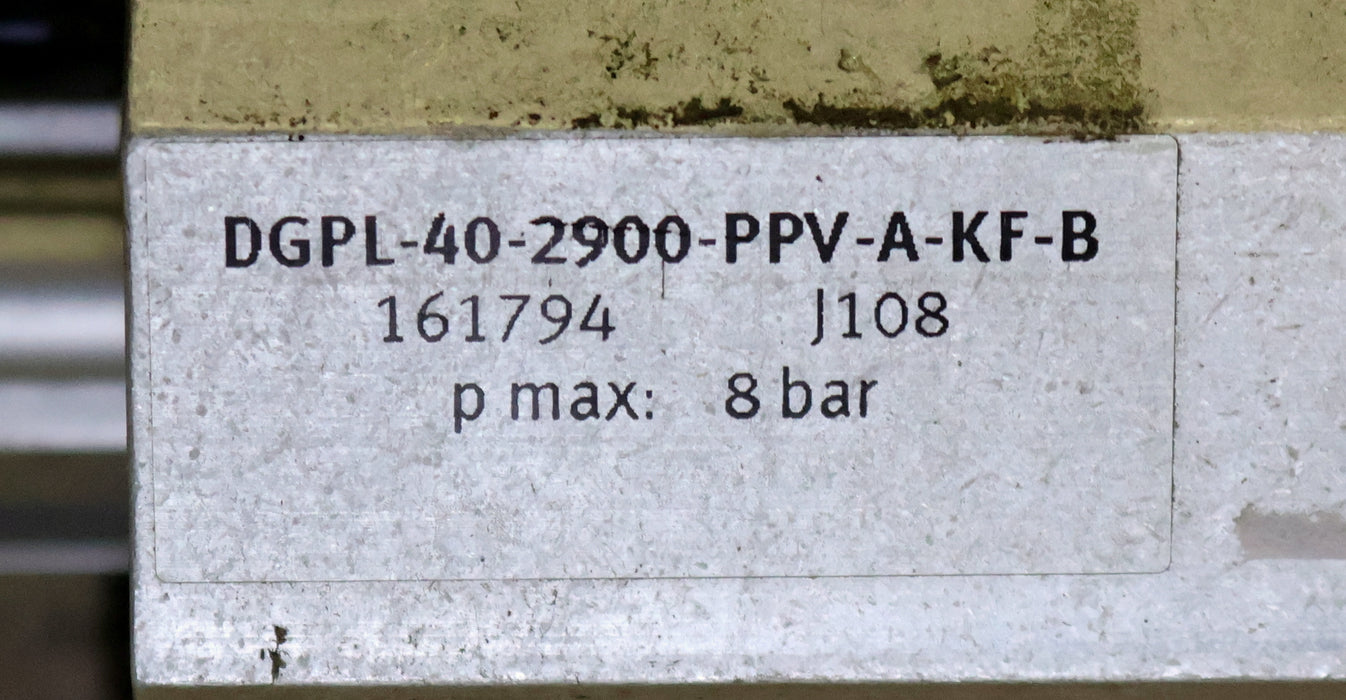 DGPL-40-2900-PPV-A-KF-B
161794 J108
p max: 8 bar